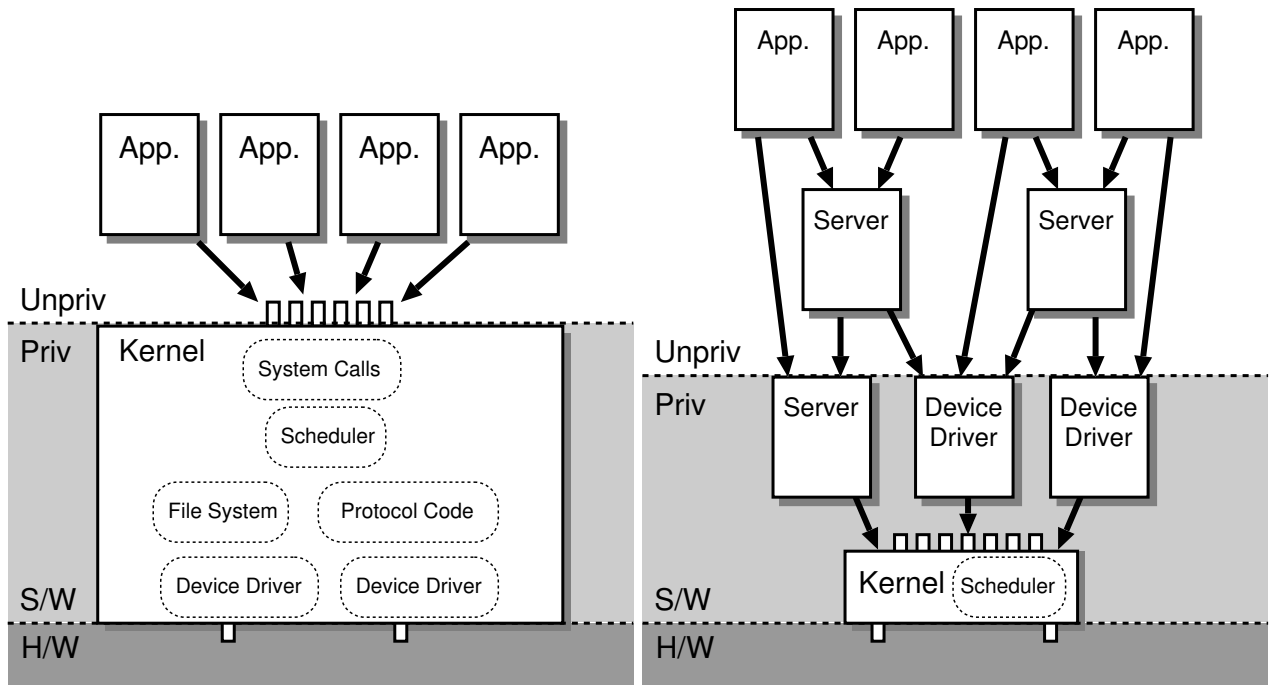 App.
App.
App.
App.
Unpriv
Priv
Kernel
System Calls
Scheduler
File System
Protocol Code
Device Driver
Device Driver
S/W
H/W
App.
App.
App.
App.
Server
Server
Unpriv
Priv
Server
Device
Driver
Device
Driver
Kernel
Scheduler
S/W
H/W